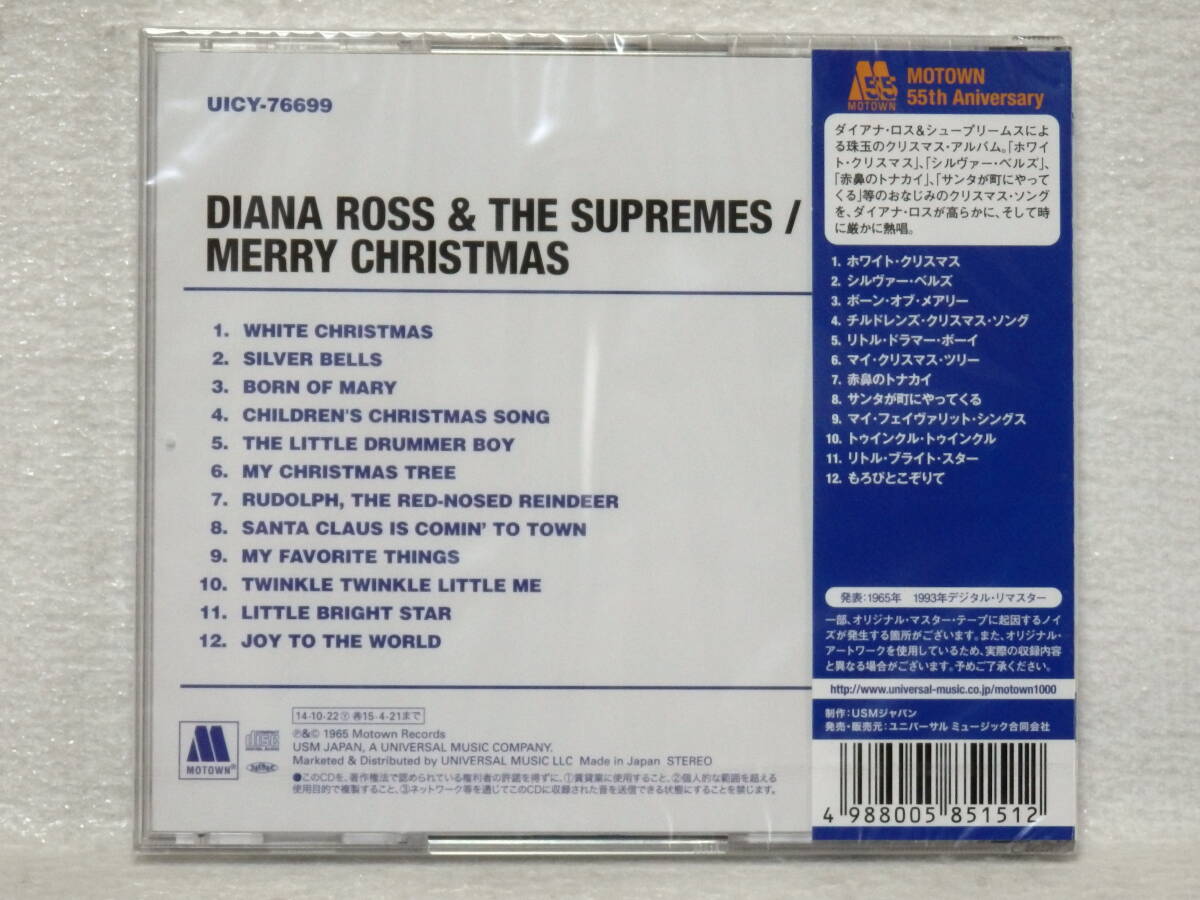 UICY-76699
DIANA ROSS & THE SUPREMES /
MERRY CHRISTMAS
1. WHITE CHRISTMAS
2. SILVER BELLS
3. BORN OF MARY
4. CHILDREN'S CHRISTMAS SONG
5. THE LITTLE DRUMMER BOY
6. MY CHRISTMAS TREE
7. RUDOLPH, THE RED-NOSED REINDEER
8. SANTA CLAUS IS COMIN' TO TOWN
9. MY FAVORITE THINGS
10. TWINKLE TWINKLE LITTLE ME
11. LITTLE BRIGHT STAR
12. JOY TO THE WORLD
14・10・22 Ⓨ 再15・4・21まで
℗&© 1965 Motown Records
USM JAPAN, A UNIVERSAL MUSIC COMPANY.
Marketed & Distributed by UNIVERSAL MUSIC LLC Made in Japan STEREO
●このCDを、著作権法で認められている権利者の許諾を得ずに、①賃貸業に使用すること、②個人的な範囲を超える
使用目的で複製すること、③ネットワーク等を通じてこのCDに収録された音を送信できる状態にすることを禁じます。
MOTOWN®
disc
M55
MOTOWN
MOTOWN
55th Aniversary
ダイアナ・ロス&シュープリームスによ
る珠玉のクリスマス・アルバム。「ホワイ
ト・クリスマス」、「シルヴァー・ベルズ」、
「赤鼻のトナカイ」、「サンタが町にやって
くる」等のおなじみのクリスマス・ソング
を、ダイアナ・ロスが高らかに、そして時
に厳かに熱唱。
1. ホワイト・クリスマス
2. シルヴァー・ベルズ
3. ボーン・オブ・メアリー
4. チルドレンズ・クリスマス・ソング
5. リトル・ドラマー・ボーイ
6. マイ・クリスマス・ツリー
7. 赤鼻のトナカイ
8. サンタが町にやってくる
9. マイ・フェイヴァリット・シングス
10. トゥインクル・トゥインクル
11. リトル・ブライト・スター
12. もろびとこぞりて
発表:1965年 1993年デジタル・リマスター
一部、オリジナル・マスター・テープに起因するノイ
ズが発生する箇所がございます。また、オリジナル・
アートワークを使用しているため、実際の収録内容
と異なる場合がございます。予めご了承ください。
http://www.universal-music.co.jp/motown1000
制作:USMジャパン
発売・販売元:ユニバーサル ミュージック合同会社
4 988005 851512